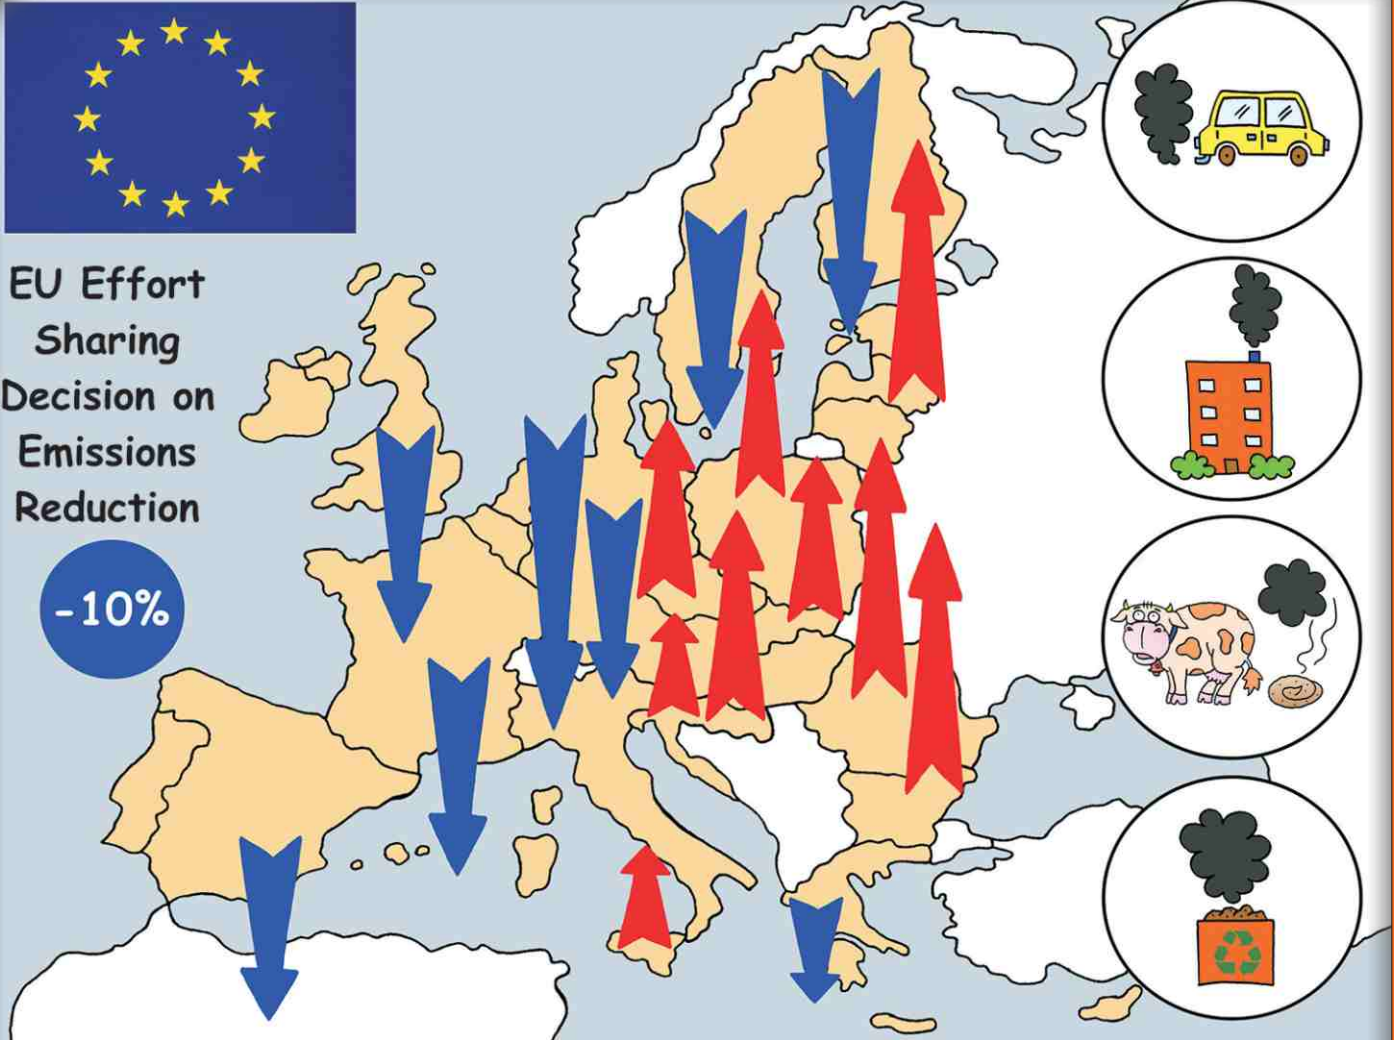 EU Effort
Sharing
Decision on
Emissions
Reduction
-10%